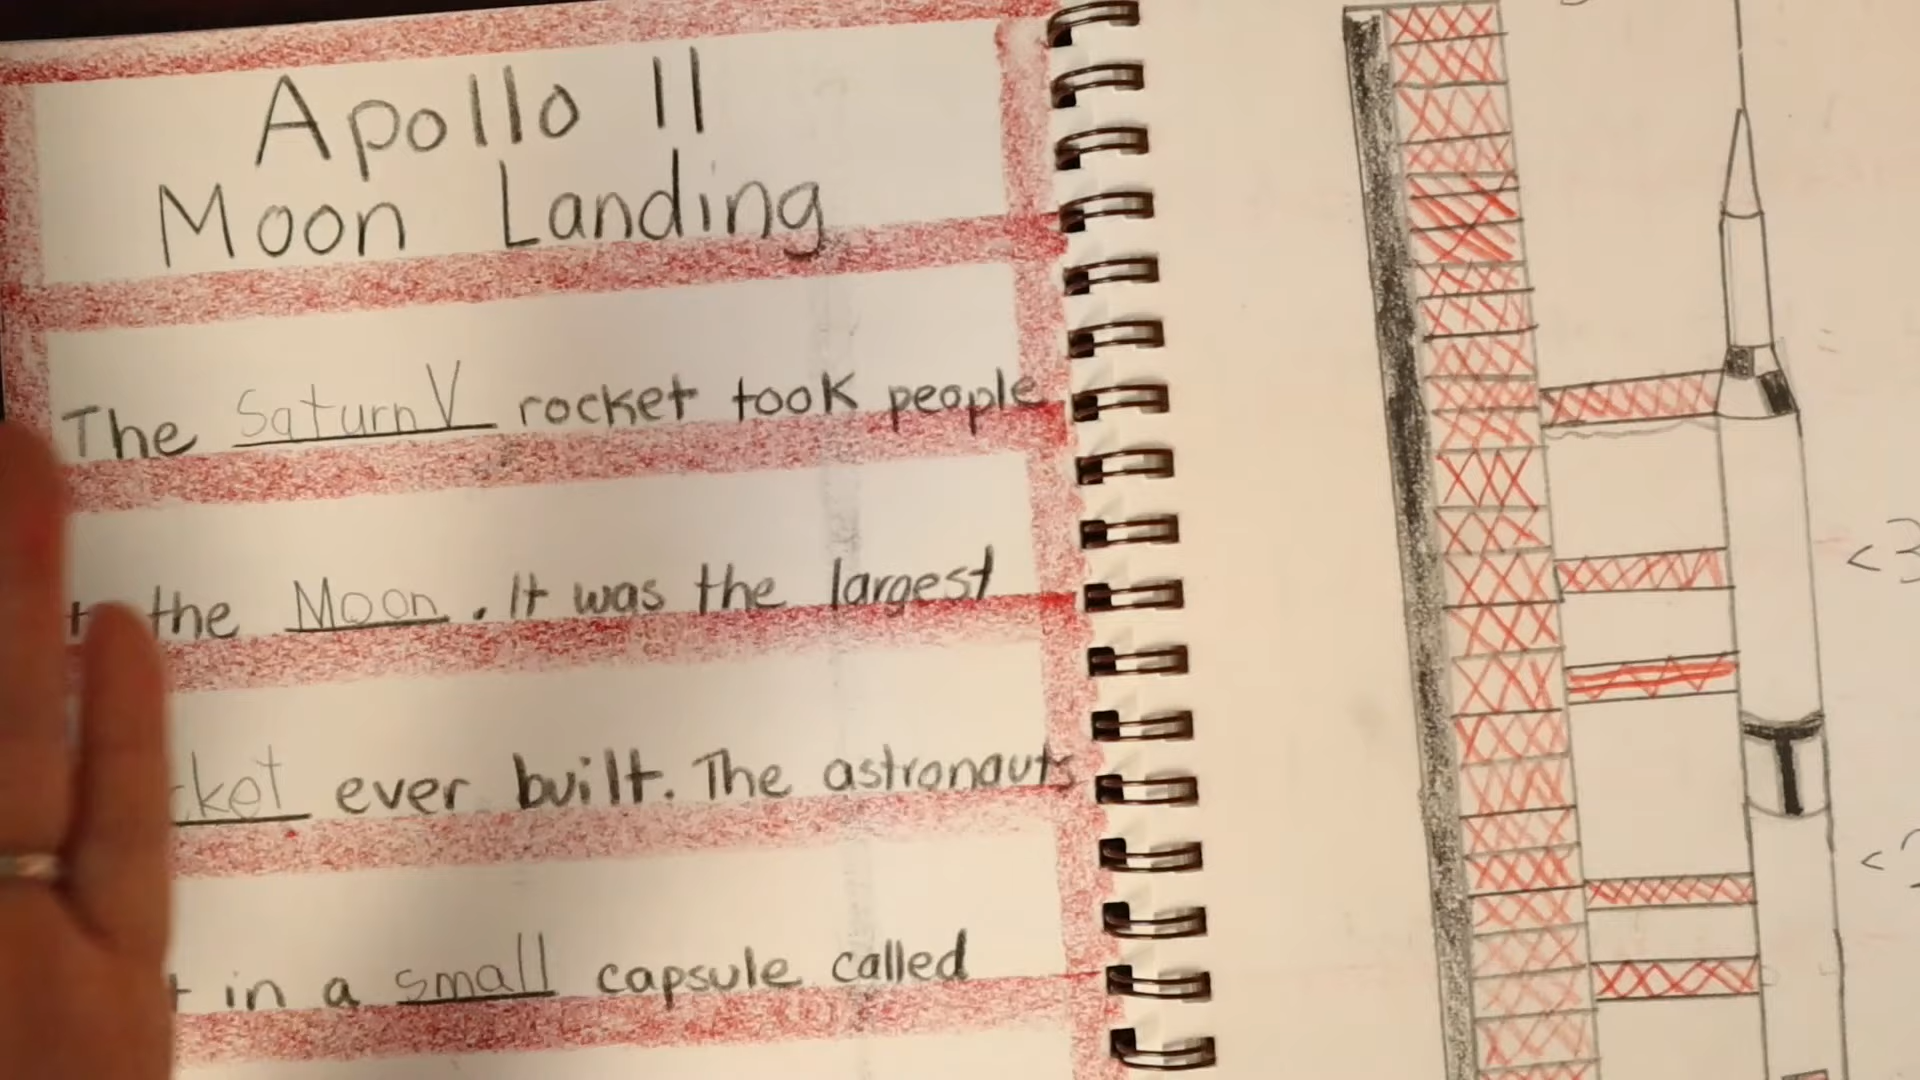 Apollo 11
Moon Landing
The Saturn V rocket took people
the Moon. It was the largest
ever built. The astronauts
in a small capsule called
<3